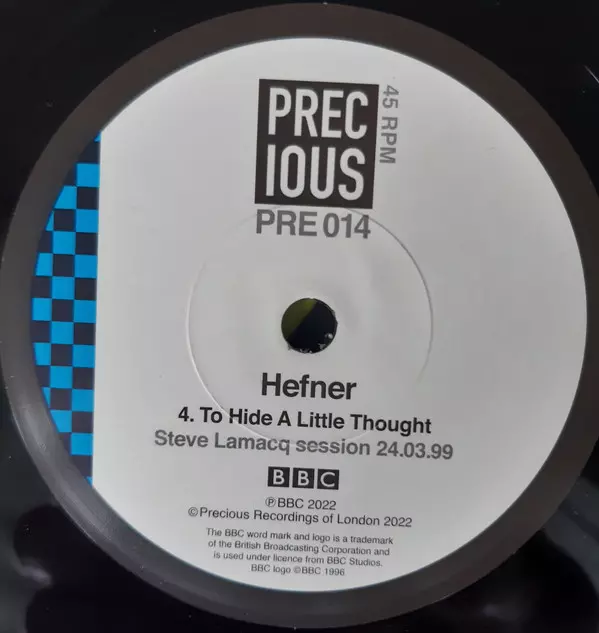 PREC
IOUS
45 RPM
PRE 014
Hefner
4. To Hide A Little Thought
Steve Lamacq session 24.03.99
BBC
℗BBC 2022
©Precious Recordings of London 2022
The BBC word mark and logo is a trademark
of the British Broadcasting Corporation and
is used under licence from BBC Studios.
BBC logo ©BBC 1996